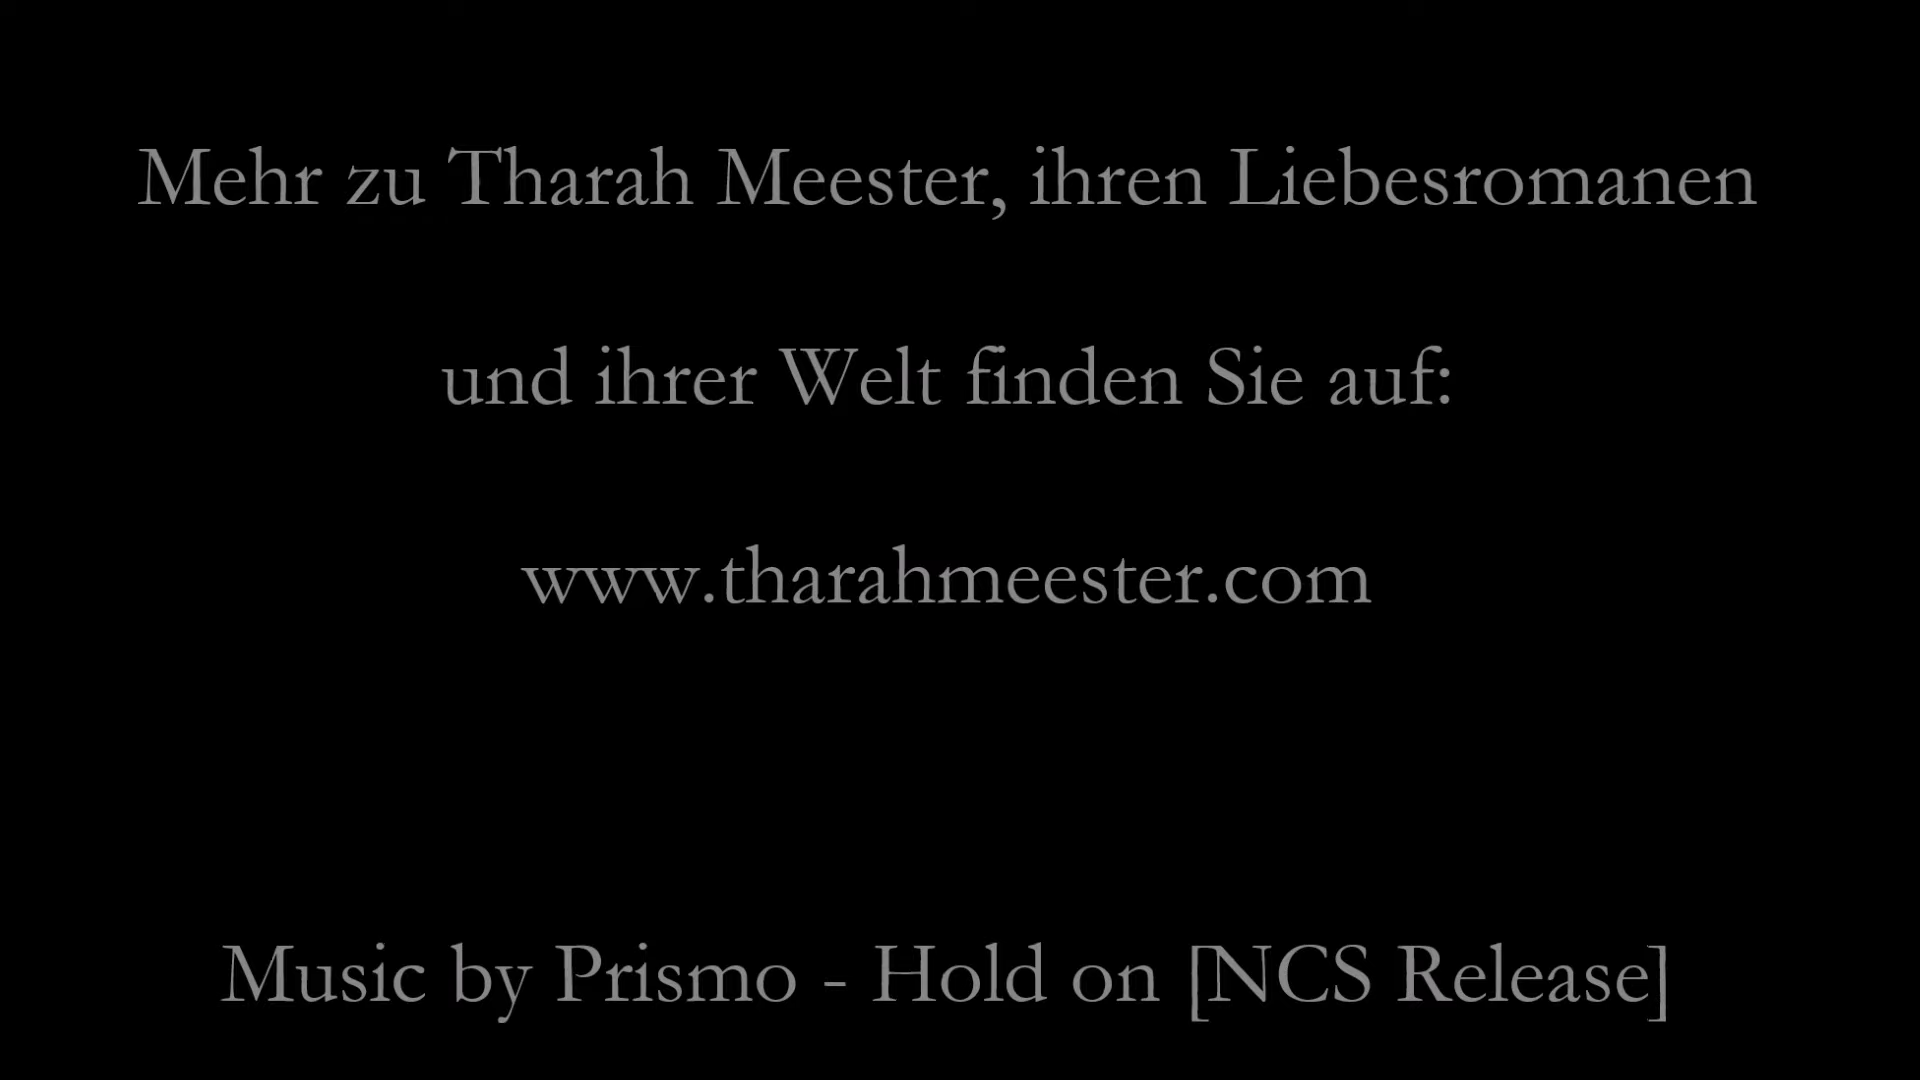 Mehr zu Tharah Meester, ihren Liebesromanen
und ihrer Welt finden Sie auf:
www.tharahmeester.com
Music by Prismo - Hold on [NCS Release]